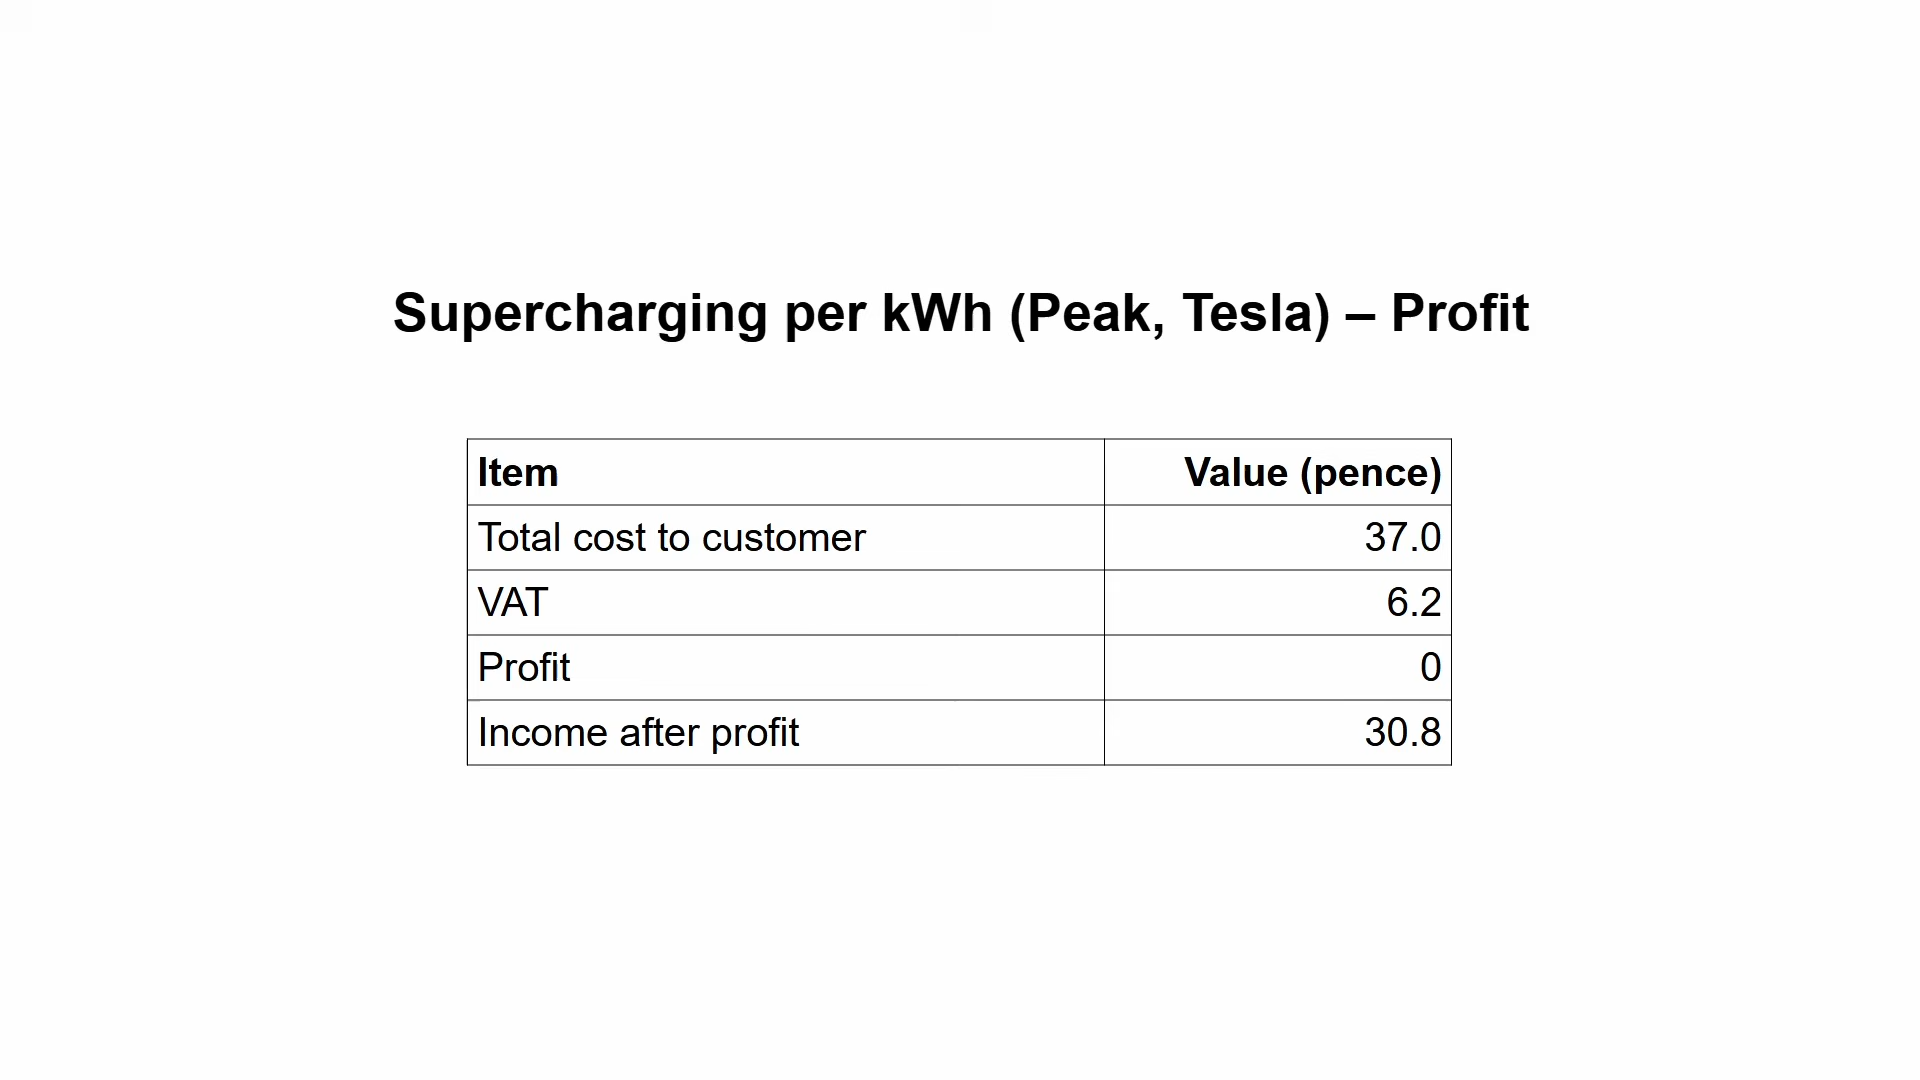 Supercharging per kWh (Peak, Tesla) – Profit
Item Value (pence)
Total cost to customer 37.0
VAT 6.2
Profit 0
Income after profit 30.8